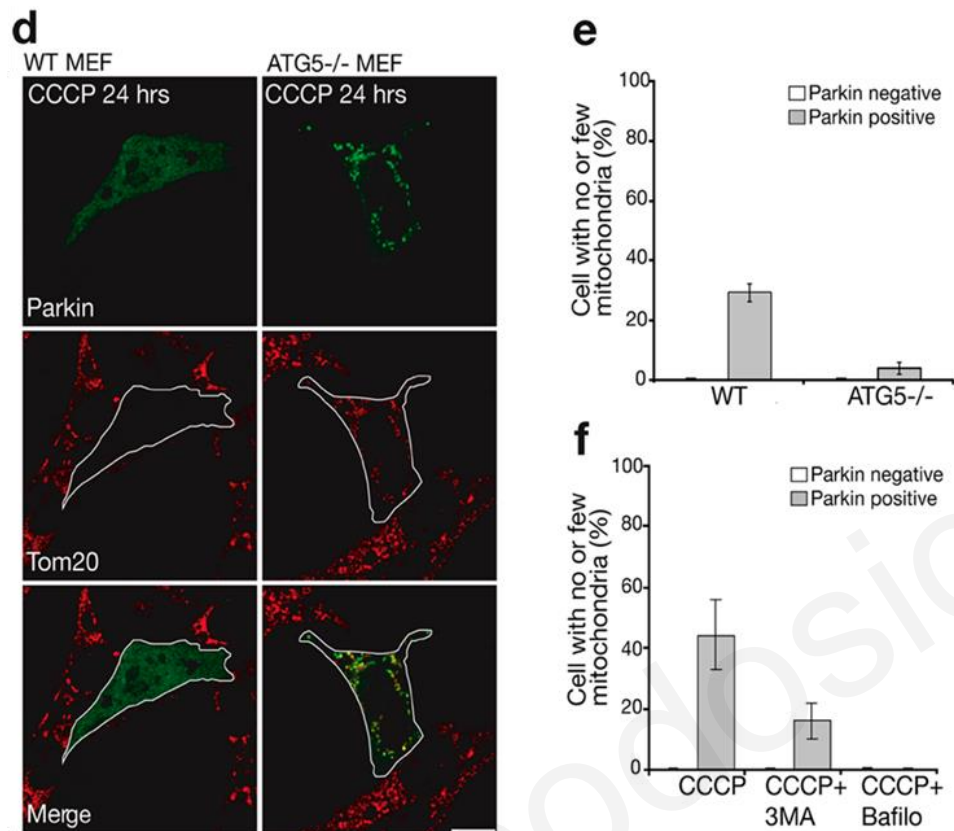 d
WT MEF
ATG5-/- MEF
CCCP 24 hrs
CCCP 24 hrs
Parkin
Tom20
Merge
e
Cell with no or few
mitochondria (%)
100
80
60
40
20
0
Parkin negative
Parkin positive
WT
ATG5-/-
f
Cell with no or few
mitochondria (%)
100
80
60
40
20
0
Parkin negative
Parkin positive
CCCP
CCCP+
3MA
CCCP+
Bafilo